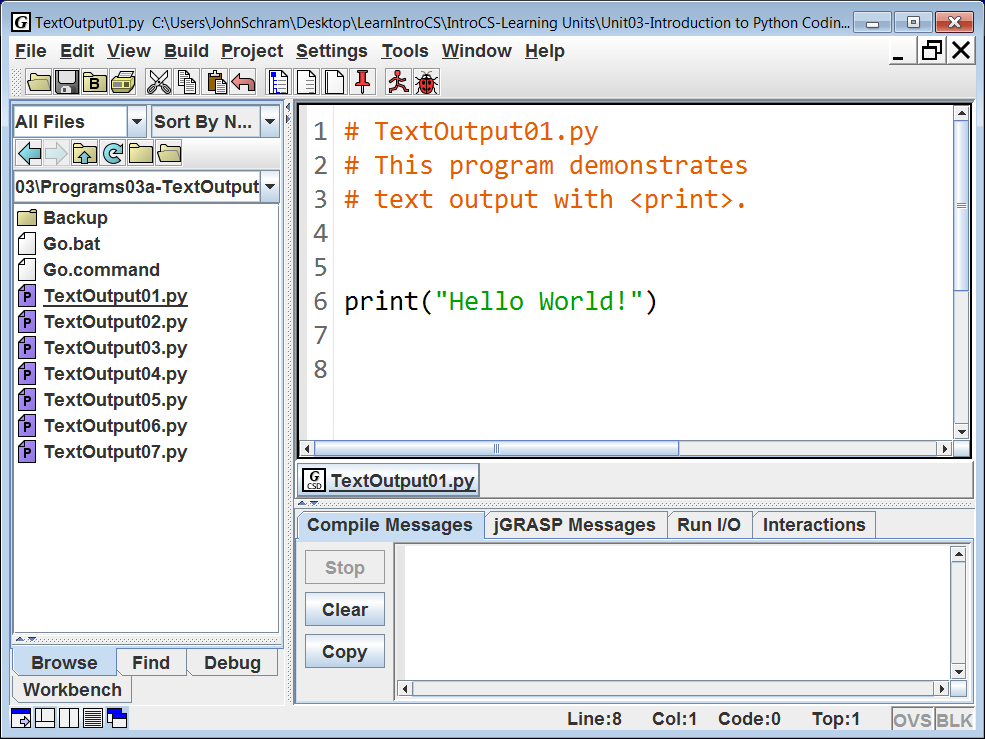 TextOutput01.py C:\Users\JohnSchram\Desktop\LearnIntroCS\IntroCS-Learning Units\Unit03-Introduction to Python Codin...
File Edit View Build Project Settings Tools Window Help
B
All Files Sort By N...
03\Programs03a-TextOutput
Backup
Go.bat
Go.command
P TextOutput01.py
P TextOutput02.py
P TextOutput03.py
P TextOutput04.py
P TextOutput05.py
P TextOutput06.py
P TextOutput07.py
Browse Find Debug
Workbench
1 # TextOutput01.py
2 # This program demonstrates
3 # text output with <print>.
4
5
6 print("Hello World!")
7
8
G CSD TextOutput01.py
Compile Messages jGRASP Messages Run I/O Interactions
Stop
Clear
Copy
Line:8 Col:1 Code:0 Top:1 OVS BLK